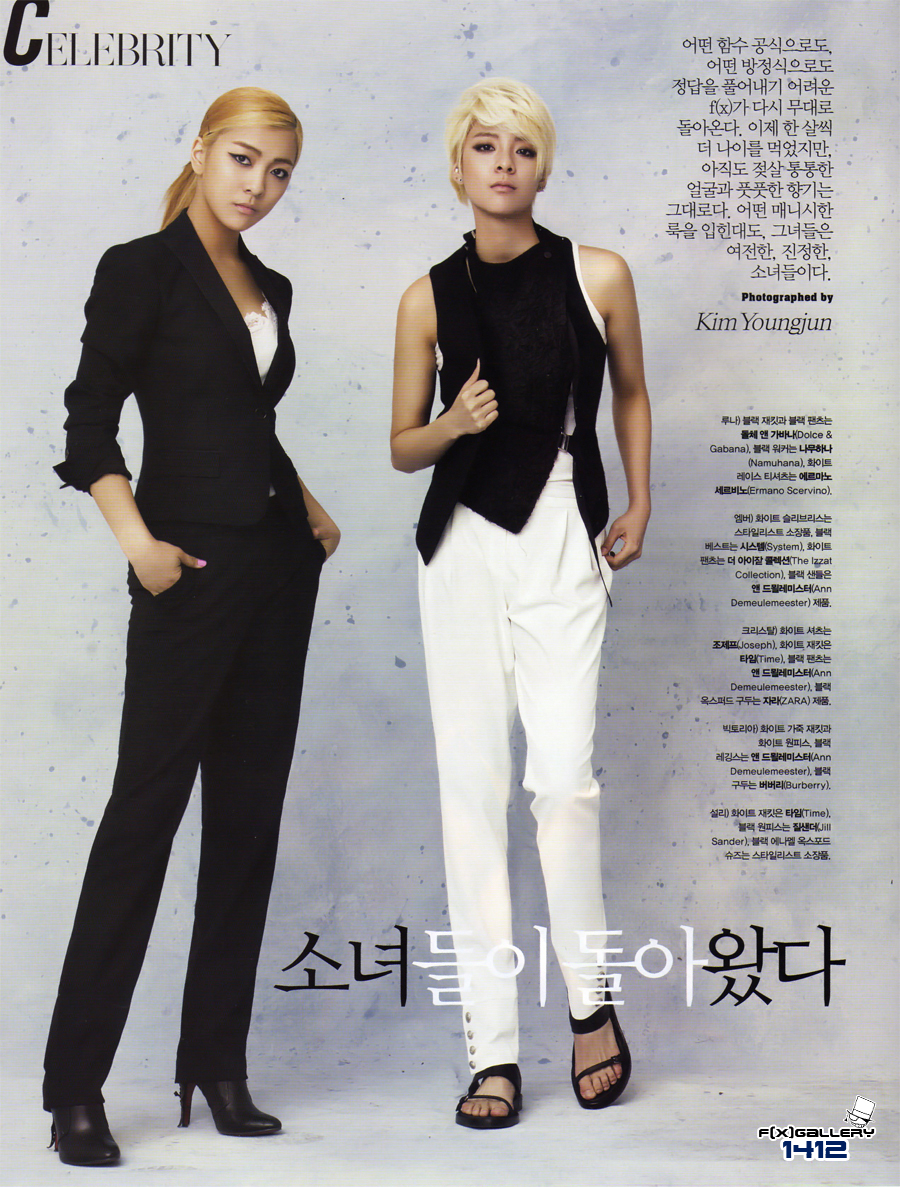 CELEBRITY
어떤 함수 공식으로도,
어떤 방정식으로도
정답을 풀어내기 어려운
f(x)가 다시 무대로
돌아온다. 이제 한 살씩
더 나이를 먹었지만,
아직도 젖살 통통한
얼굴과 풋풋한 향기는
그대로다. 어떤 매니시한
룩을 입힌대도, 그녀들은
여전한, 진정한,
소녀들이다.
Photographed by
Kim Youngjun
루나) 블랙 재킷과 블랙 팬츠는
돌체 앤 가바나(Dolce &
Gabana), 블랙 워커는 나무하나
(Namuhana), 화이트
레이스 티셔츠는 에르마노
세르비노(Ermano Scervino).
엠버) 화이트 슬리브리스는
스타일리스트 소장품, 블랙
베스트는 시스템(System), 화이트
팬츠는 더 아이잗 콜렉션(The Izzat
Collection), 블랙 샌들은
앤 드뮐레미스터(Ann
Demeulemeester) 제품.
크리스탈) 화이트 셔츠는
조제프(Joseph), 화이트 재킷은
타임(Time), 블랙 팬츠는
앤 드뮐레미스터(Ann
Demeulemeester), 블랙
옥스퍼드 구두는 자라(ZARA) 제품.
빅토리아) 화이트 가죽 재킷과
화이트 원피스, 블랙
레깅스는 앤 드뮐레미스터(Ann
Demeulemeester), 블랙
구두는 버버리(Burberry).
설리) 화이트 재킷은 타임(Time),
블랙 원피스는 질샌더(Jill
Sander), 블랙 에나멜 옥스포드
슈즈는 스타일리스트 소장품.
소녀들이 돌아왔다
F(X)GALLERY
1412